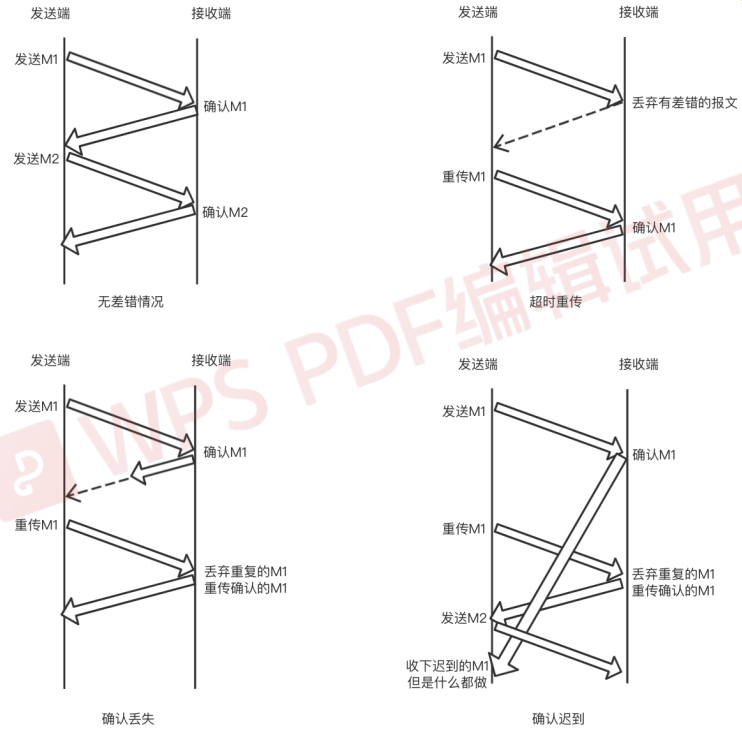 发送端
接收端
发送M1
确认M1
发送M2
确认M2
无差错情况
发送端
接收端
发送M1
丢弃有差错的报文
重传M1
确认M1
超时重传
发送端
接收端
发送M1
确认M1
重传M1
丢弃重复的M1
重传确认的M1
确认丢失
发送端
接收端
发送M1
确认M1
重传M1
丢弃重复的M1
重传确认的M1
发送M2
收下迟到的M1
但是什么都做
确认迟到
WPS PDF编辑试用